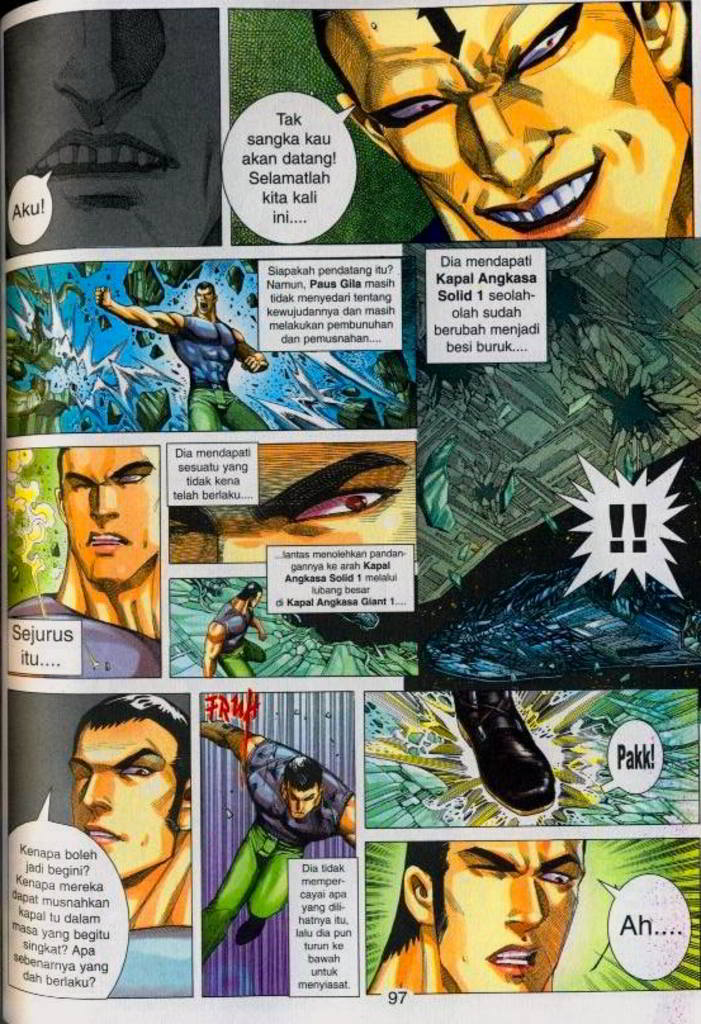 Aku!
Tak
sangka kau
akan datang!
Selamatlah
kita kali
ini....
Siapakah pendatang itu?
Namun, Paus Gila masih
tidak menyedari tentang
kewujudannya dan masih
melakukan pembunuhan
dan pemusnahan....
Dia mendapati
Kapal Angkasa
Solid 1 seolah-
olah sudah
berubah menjadi
besi buruk....
!!
Sejurus
itu....
Dia mendapati
sesuatu yang
tidak kena
telah berlaku....
...lantas menolehkan pandan-
gannya ke arah Kapal
Angkasa Solid 1 melalui
lubang besar
di Kapal Angkasa Giant 1....
Kenapa boleh
jadi begini?
Kenapa mereka
dapat musnahkan
kapal tu dalam
masa yang begitu
singkat? Apa
sebenarnya yang
dah berlaku?
FRUH
Dia tidak
memper-
cayai apa
yang dili-
hatnya itu,
lalu dia pun
turun ke
bawah
untuk
menyiasat.
Pakk!
Ah....
97